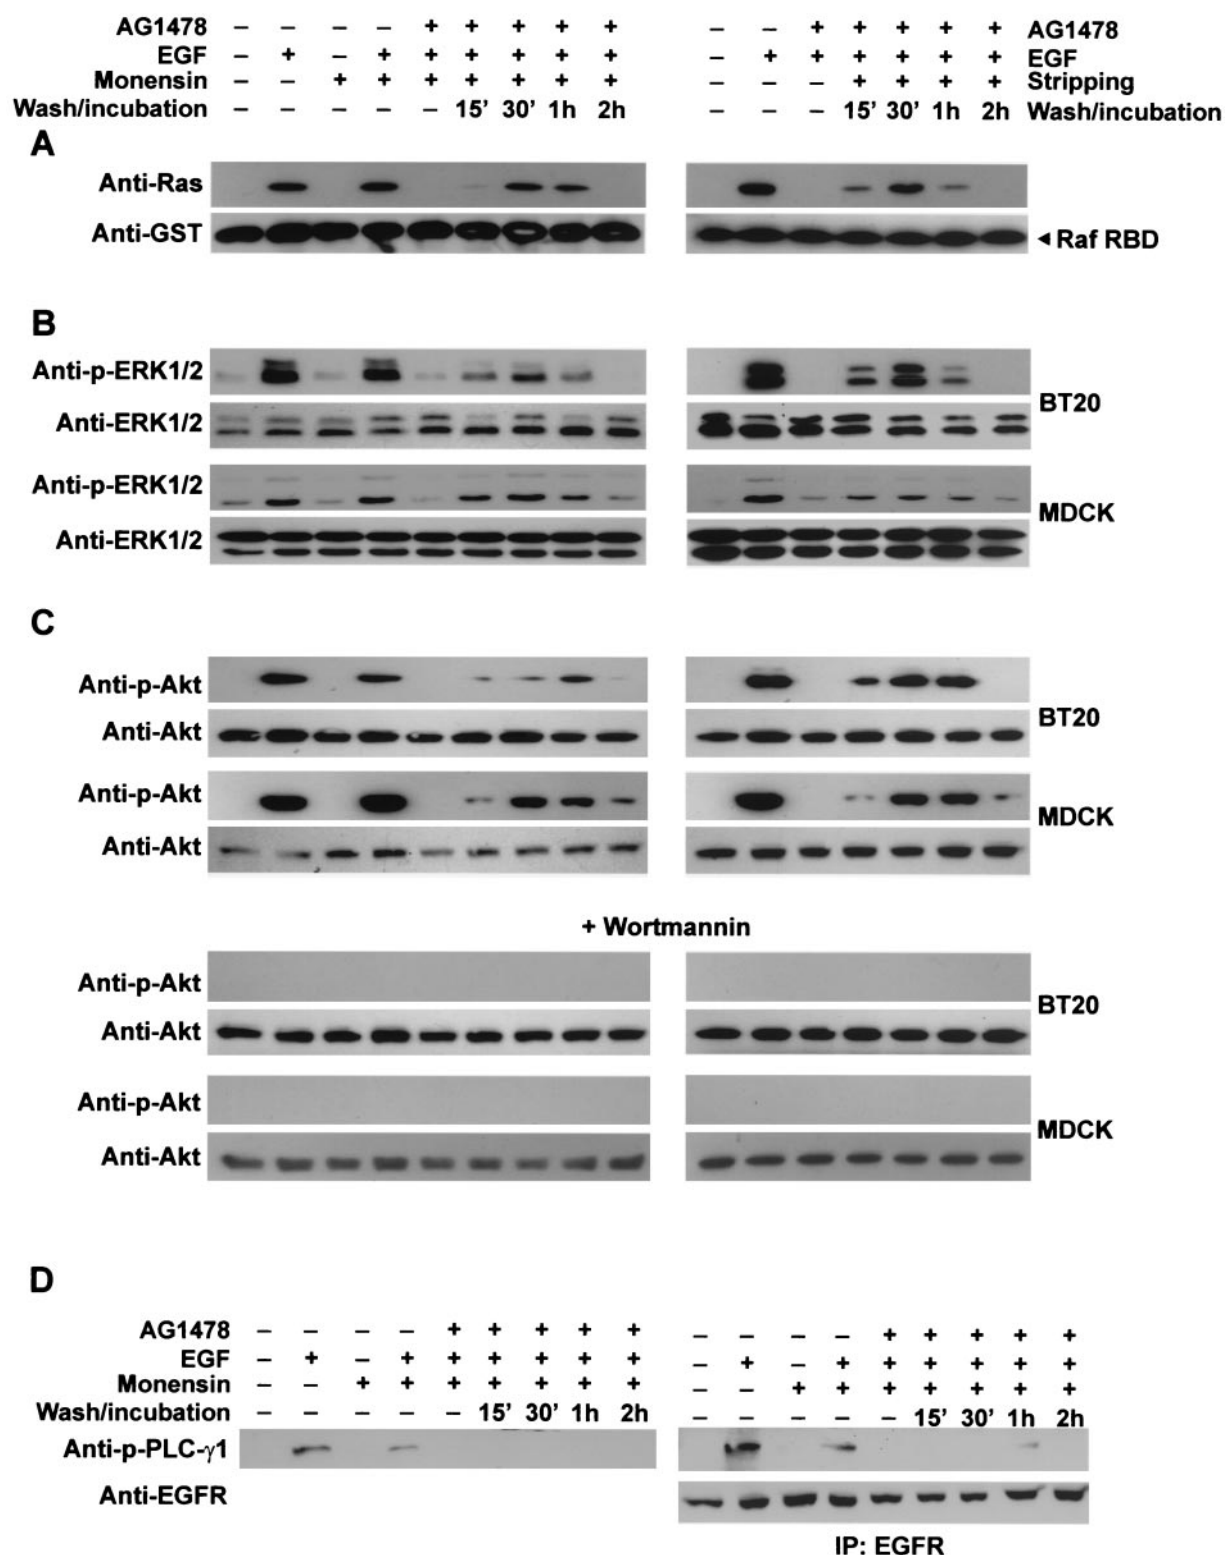 AG1478 – – – – + + + + +
EGF – + – + + + + + +
Monensin – – + + + + + + +
Wash/incubation – – – – – 15’ 30’ 1h 2h
– – + + + + + AG1478
– + – + + + + EGF
– – – + + + + Stripping
– – – 15’ 30’ 1h 2h Wash/incubation
A
Anti-Ras
Anti-GST
◄ Raf RBD
B
Anti-p-ERK1/2
Anti-ERK1/2
BT20
Anti-p-ERK1/2
Anti-ERK1/2
MDCK
C
Anti-p-Akt
Anti-Akt
BT20
Anti-p-Akt
Anti-Akt
MDCK
+ Wortmannin
Anti-p-Akt
Anti-Akt
BT20
Anti-p-Akt
Anti-Akt
MDCK
D
AG1478 – – – – + + + + +
EGF – + – + + + + + +
Monensin – – + + + + + + +
Wash/incubation – – – – – 15’ 30’ 1h 2h
– – – – + + + + +
– + – + + + + + +
– – + + + + + + +
– – – – – 15’ 30’ 1h 2h
Anti-p-PLC-γ1
Anti-EGFR
IP: EGFR